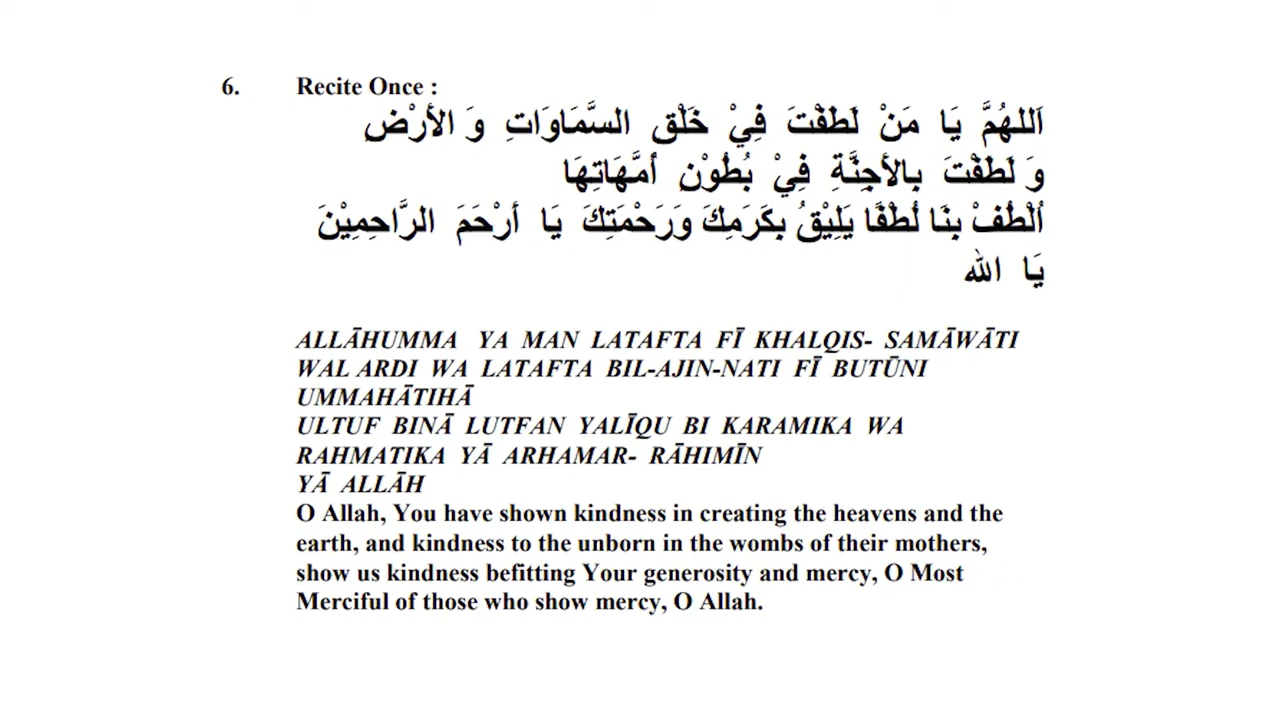 6. Recite Once :
اَللهُمَّ يَا مَنْ لَطَفْتَ فِيْ خَلْقِ السَّمَاوَاتِ وَ الأَرْضِ
وَ لَطَفْتَ بِالأَجِنَّةِ فِيْ بُطُوْنِ أُمَّهَاتِهَا
اُلْطُفْ بِنَا لُطْفًا يَلِيْقُ بِكَرَمِكَ وَرَحْمَتِكَ يَا أَرْحَمَ الرَّاحِمِيْنَ
يَا الله
ALLĀHUMMA YA MAN LATAFTA FĪ KHALQIS- SAMĀWĀTI
WAL ARDI WA LATAFTA BIL-AJIN-NATI FĪ BUTŪNI
UMMAHĀTIHĀ
ULTUF BINĀ LUTFAN YALĪQU BI KARAMIKA WA
RAHMATIKA YĀ ARHAMAR- RĀHIMĪN
YĀ ALLĀH
O Allah, You have shown kindness in creating the heavens and the
earth, and kindness to the unborn in the wombs of their mothers,
show us kindness befitting Your generosity and mercy, O Most
Merciful of those who show mercy, O Allah.